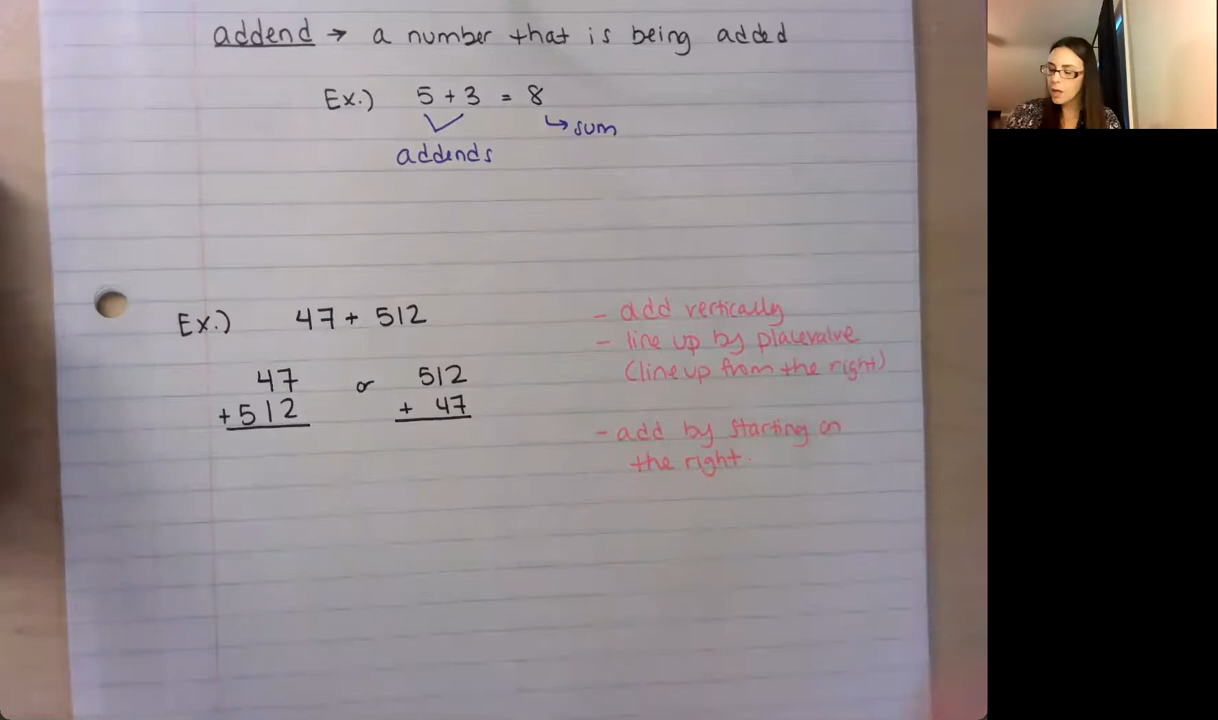 addend → a number that is being added
Ex.) 5 + 3 = 8
→ sum
addends
Ex.) 47 + 512
47 or 512
+512 + 47
- add vertically
- line up by placevalue
(line up from the right)
- add by starting on
the right.